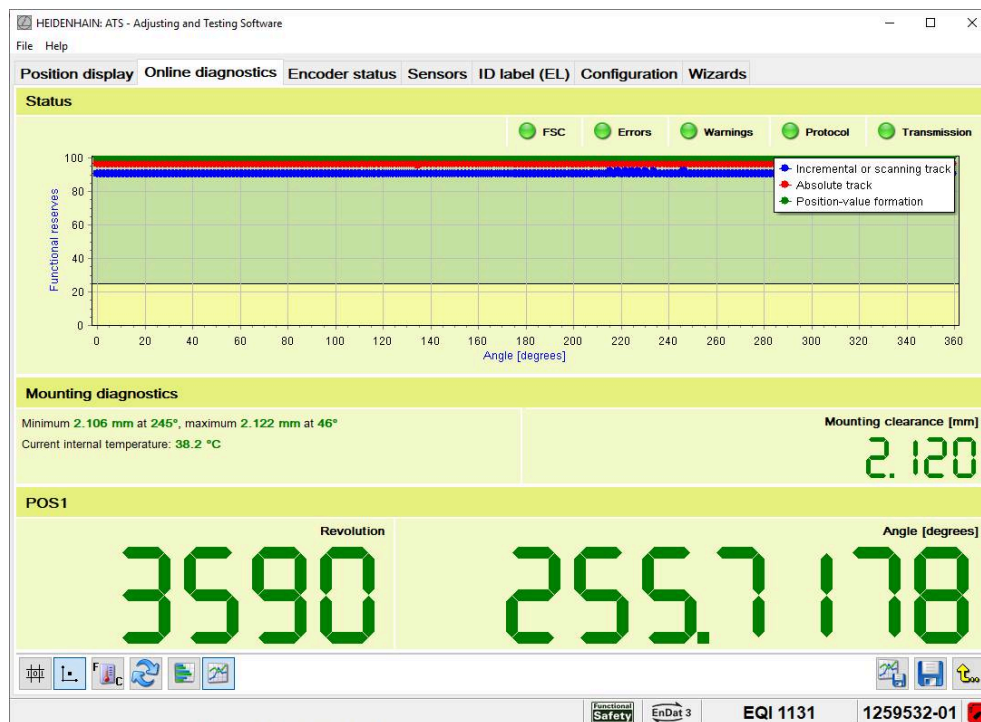 HEIDENHAIN: ATS - Adjusting and Testing Software
File Help
Position display Online diagnostics Encoder status Sensors ID label (EL) Configuration Wizards
Status
FSC Errors Warnings Protocol Transmission
Functional reserves
100
80
60
40
20
0
Incremental or scanning track
Absolute track
Position-value formation
0 20 40 60 80 100 120 140 160 180 200 220 240 260 280 300 320 340 360
Angle [degrees]
Mounting diagnostics
Minimum 2.106 mm at 245°, maximum 2.122 mm at 46°
Current internal temperature: 38.2 °C
Mounting clearance [mm]
2.120
POS1
Revolution
3590
Angle [degrees]
255.7178
F C
Functional Safety EnDat 3 EQI 1131 1259532-01